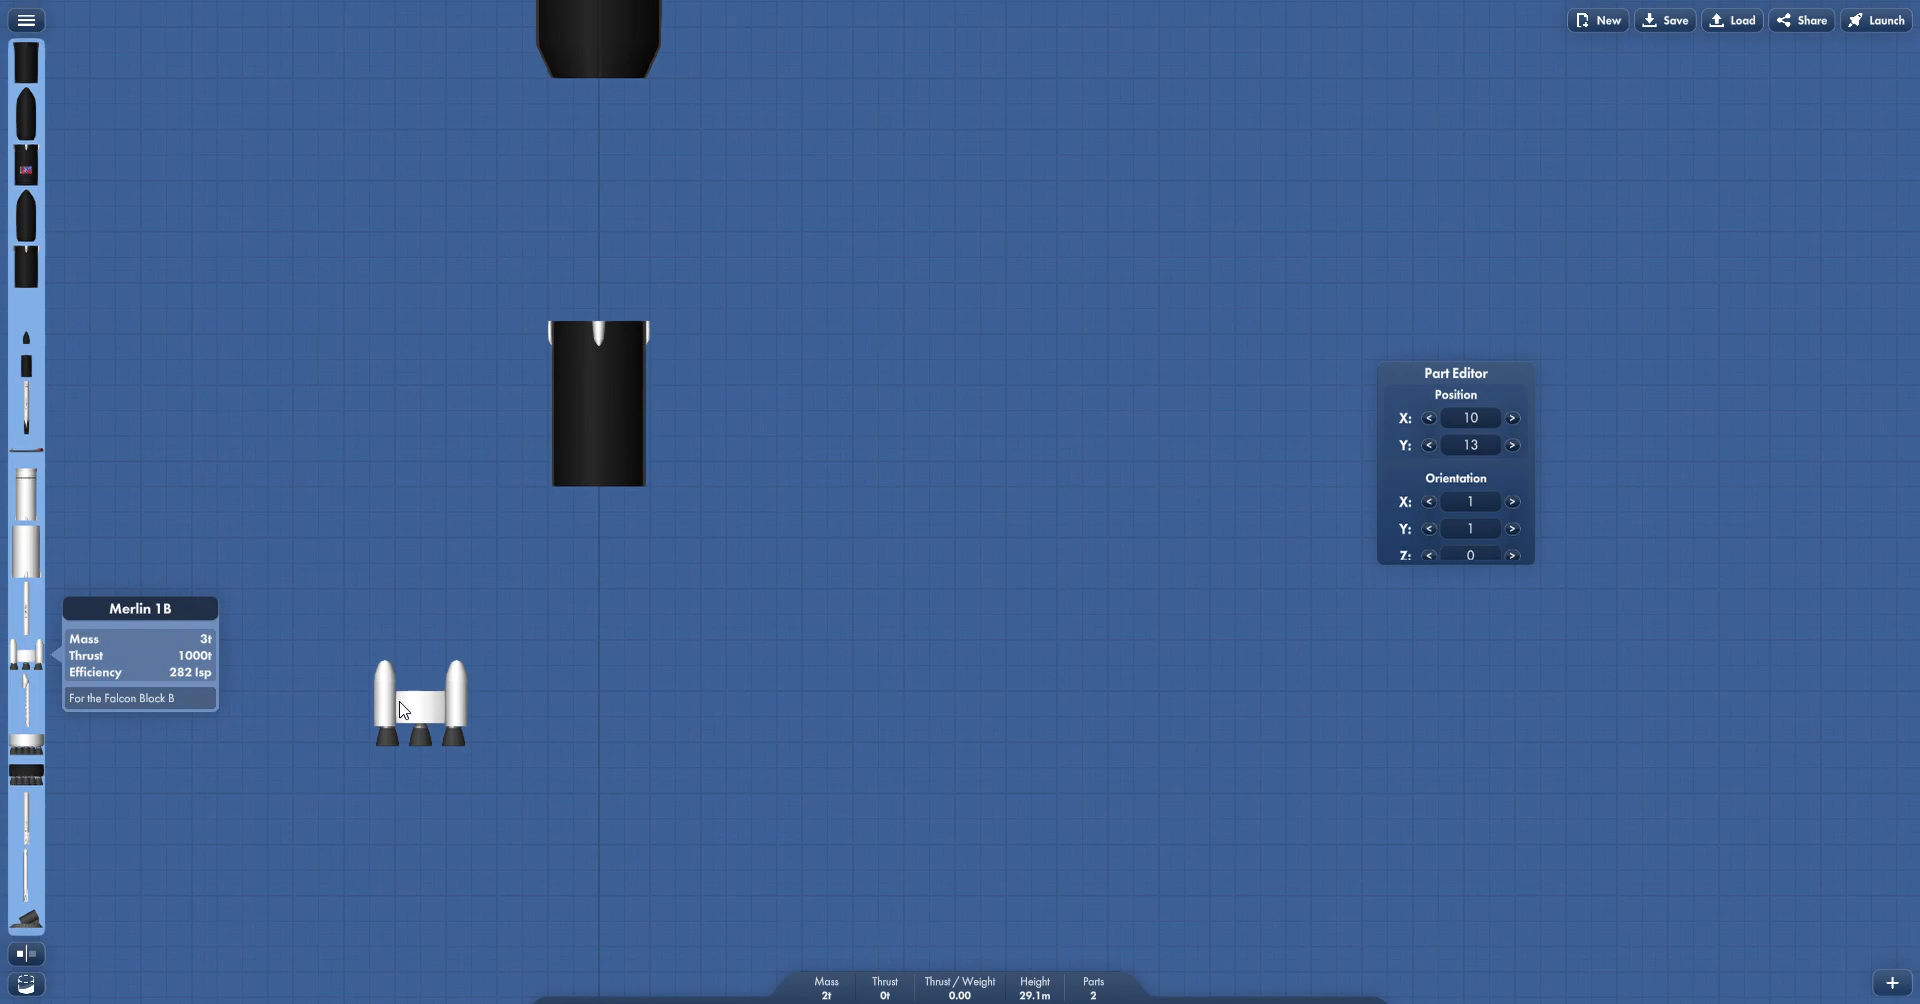 New
Save
Load
Share
Launch
Part Editor
Position
X: < 10 >
Y: < 13 >
Orientation
X: < 1 >
Y: < 1 >
Z: < 0 >
Merlin 1B
Mass 3t
Thrust 1000t
Efficiency 282 Isp
For the Falcon Block B
Mass Thrust Thrust / Weight Height Parts
2t 0t 0.00 29.1m 2